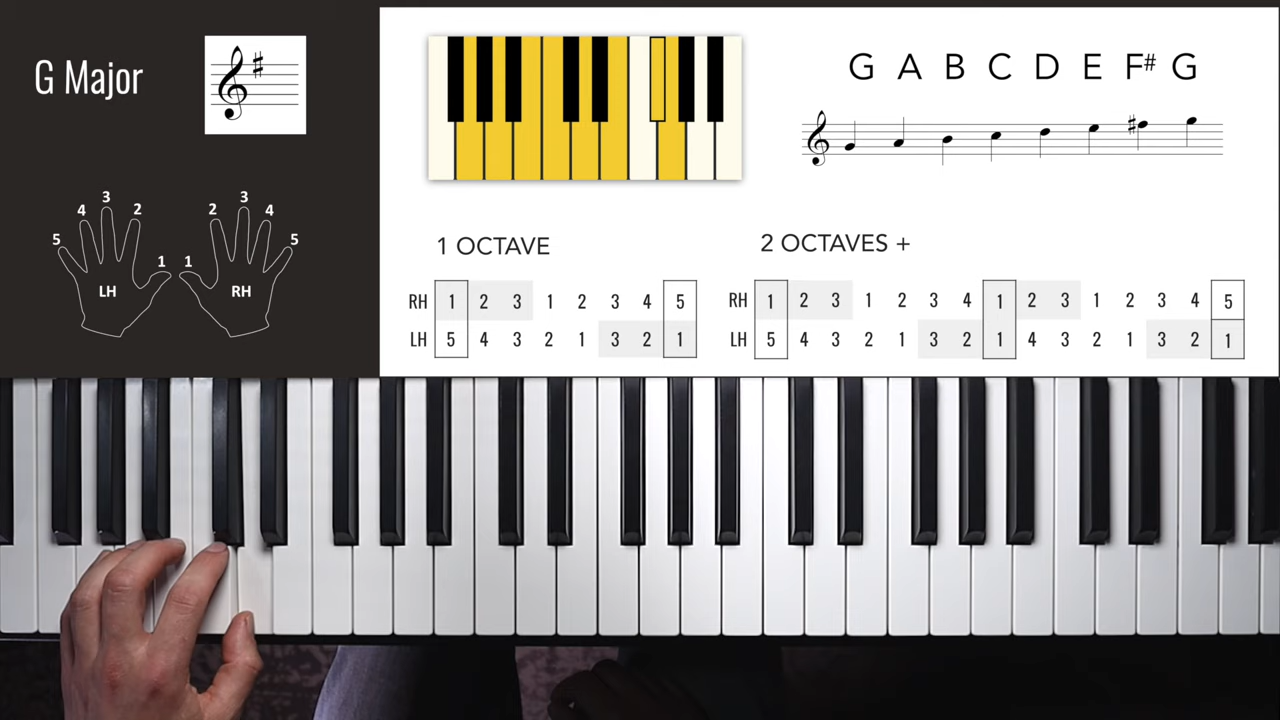 G Major
3
4
2
5
1
LH
3
2
4
5
1
RH
G A B C D E F# G
1 OCTAVE
RH 1 2 3 1 2 3 4 5
LH 5 4 3 2 1 3 2 1
2 OCTAVES +
RH 1 2 3 1 2 3 4 1 2 3 1 2 3 4 5
LH 5 4 3 2 1 3 2 1 4 3 2 1 3 2 1